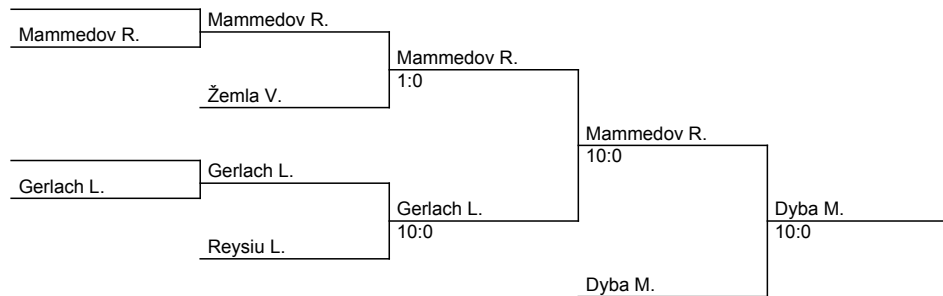 Mammedov R.
Mammedov R.
Mammedov R.
1:0
Žemla V.
Mammedov R.
10:0
Gerlach L.
Gerlach L.
Gerlach L.
10:0
Dyba M.
10:0
Reysiu L.
Dyba M.